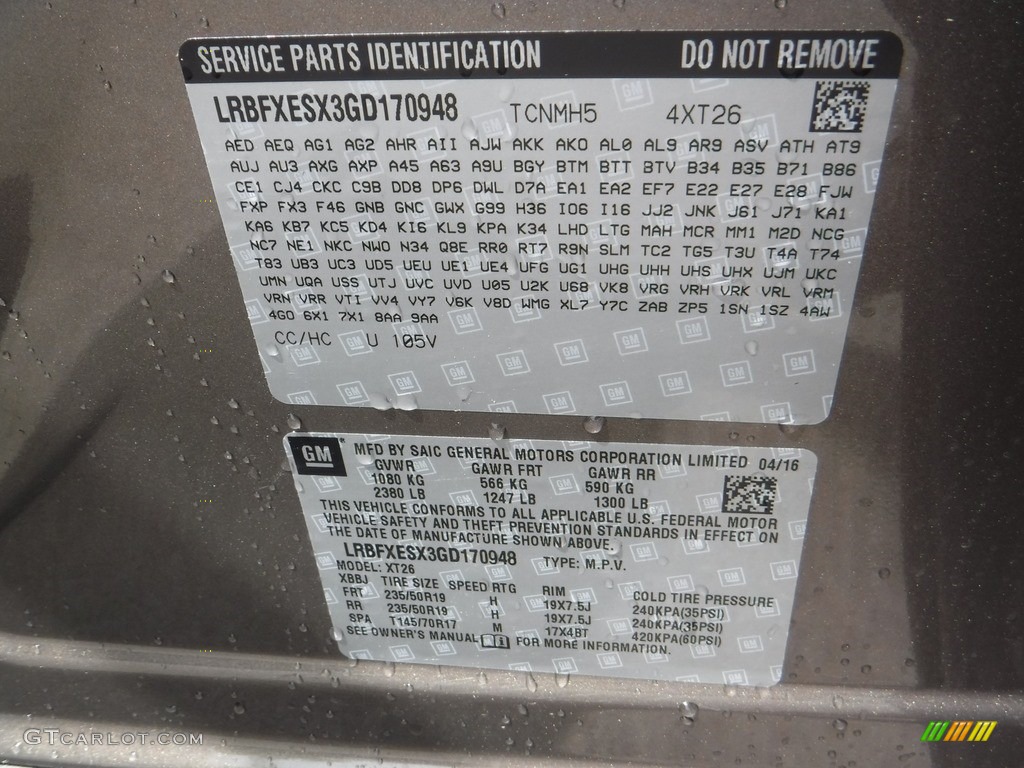 SERVICE PARTS IDENTIFICATION DO NOT REMOVE
LRBFXESX3GD170948 TCNMH5 4XT26
AED AEQ AG1 AG2 AHR AII AJW AKK AKO AL0 AL9 AR9 ASV ATH AT9
AUJ AU3 AXG AXP A45 A63 A9U BGY BTM BTT BTV B34 B35 B71 B86
CE1 CJ4 CKC C9B DD8 DP6 DWL D7A EA1 EA2 EF7 E22 E27 E28 FJW
FXP FX3 F46 GNB GNC GWX G99 H36 IO6 I16 JJ2 JNK J61 J71 KA1
KA6 KB7 KC5 KD4 KI6 KL9 KPA K34 LHD LTG MAH MCR MM1 M2D NCG
NC7 NE1 NKC NWO N34 Q8E RR0 RT7 R9N SLM TC2 TG5 T3U T4A T74
T83 UB3 UC3 UD5 UEU UE1 UE4 UFG UG1 UHG UHH UHS UHX UJM UKC
UMN UQA USS UTJ UVC UVD U05 U2K U68 VK8 VRG VRH VRK VRL VRM
VRN VRR VTI VV4 VY7 V6K V8D WMG XL7 Y7C ZAB ZP5 1SN 1SZ 4AW
4GO 6X1 7X1 8AA 9AA
CC/HC U 105V
GM MFD BY SAIC GENERAL MOTORS CORPORATION LIMITED 04/16
GVWR GAWR FRT GAWR RR
1080 KG 566 KG 590 KG
2380 LB 1247 LB 1300 LB
THIS VEHICLE CONFORMS TO ALL APPLICABLE U.S. FEDERAL MOTOR
VEHICLE SAFETY AND THEFT PREVENTION STANDARDS IN EFFECT ON
THE DATE OF MANUFACTURE SHOWN ABOVE.
LRBFXESX3GD170948 TYPE: M.P.V.
MODEL: XT26
XBBJ TIRE SIZE SPEED RTG RIM COLD TIRE PRESSURE
FRT 235/50R19 H 19X7.5J 240KPA(35PSI)
RR 235/50R19 H 19X7.5J 240KPA(35PSI)
SPA T145/70R17 M 17X4BT 420KPA(60PSI)
SEE OWNER'S MANUAL FOR MORE INFORMATION.
GTCARLOT.COM